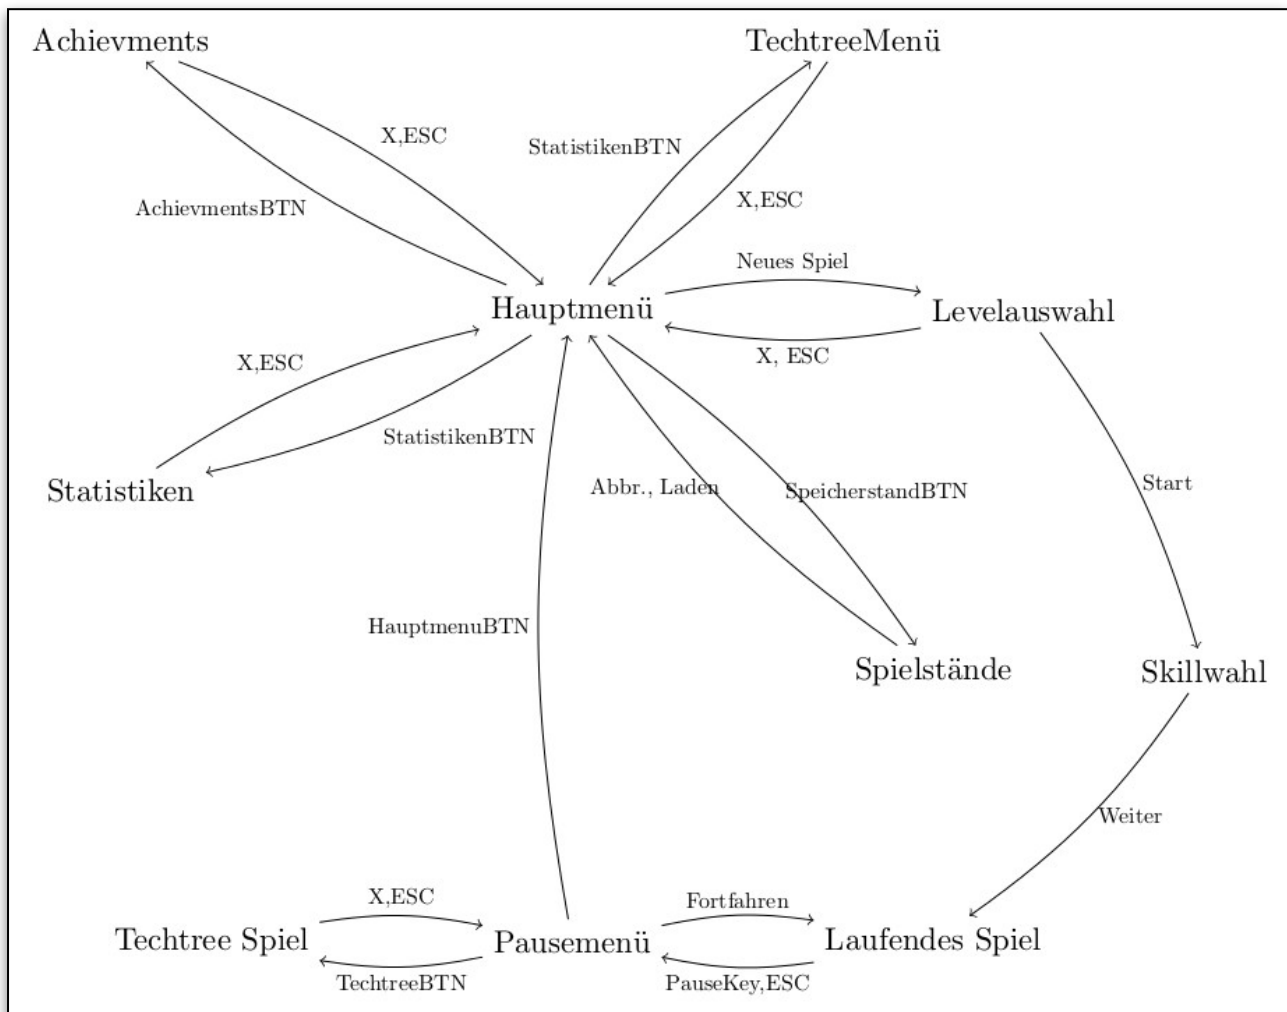 Achievments
TechtreeMenü
X,ESC
StatistikenBTN
X,ESC
AchievmentsBTN
Neues Spiel
Hauptmenü
Levelauswahl
X, ESC
X,ESC
StatistikenBTN
Statistiken
Abbr., Laden
SpeicherstandBTN
Start
HauptmenuBTN
Spielstände
Skillwahl
Weiter
X,ESC
Fortfahren
Techtree Spiel
Pausemenü
Laufendes Spiel
TechtreeBTN
PauseKey,ESC